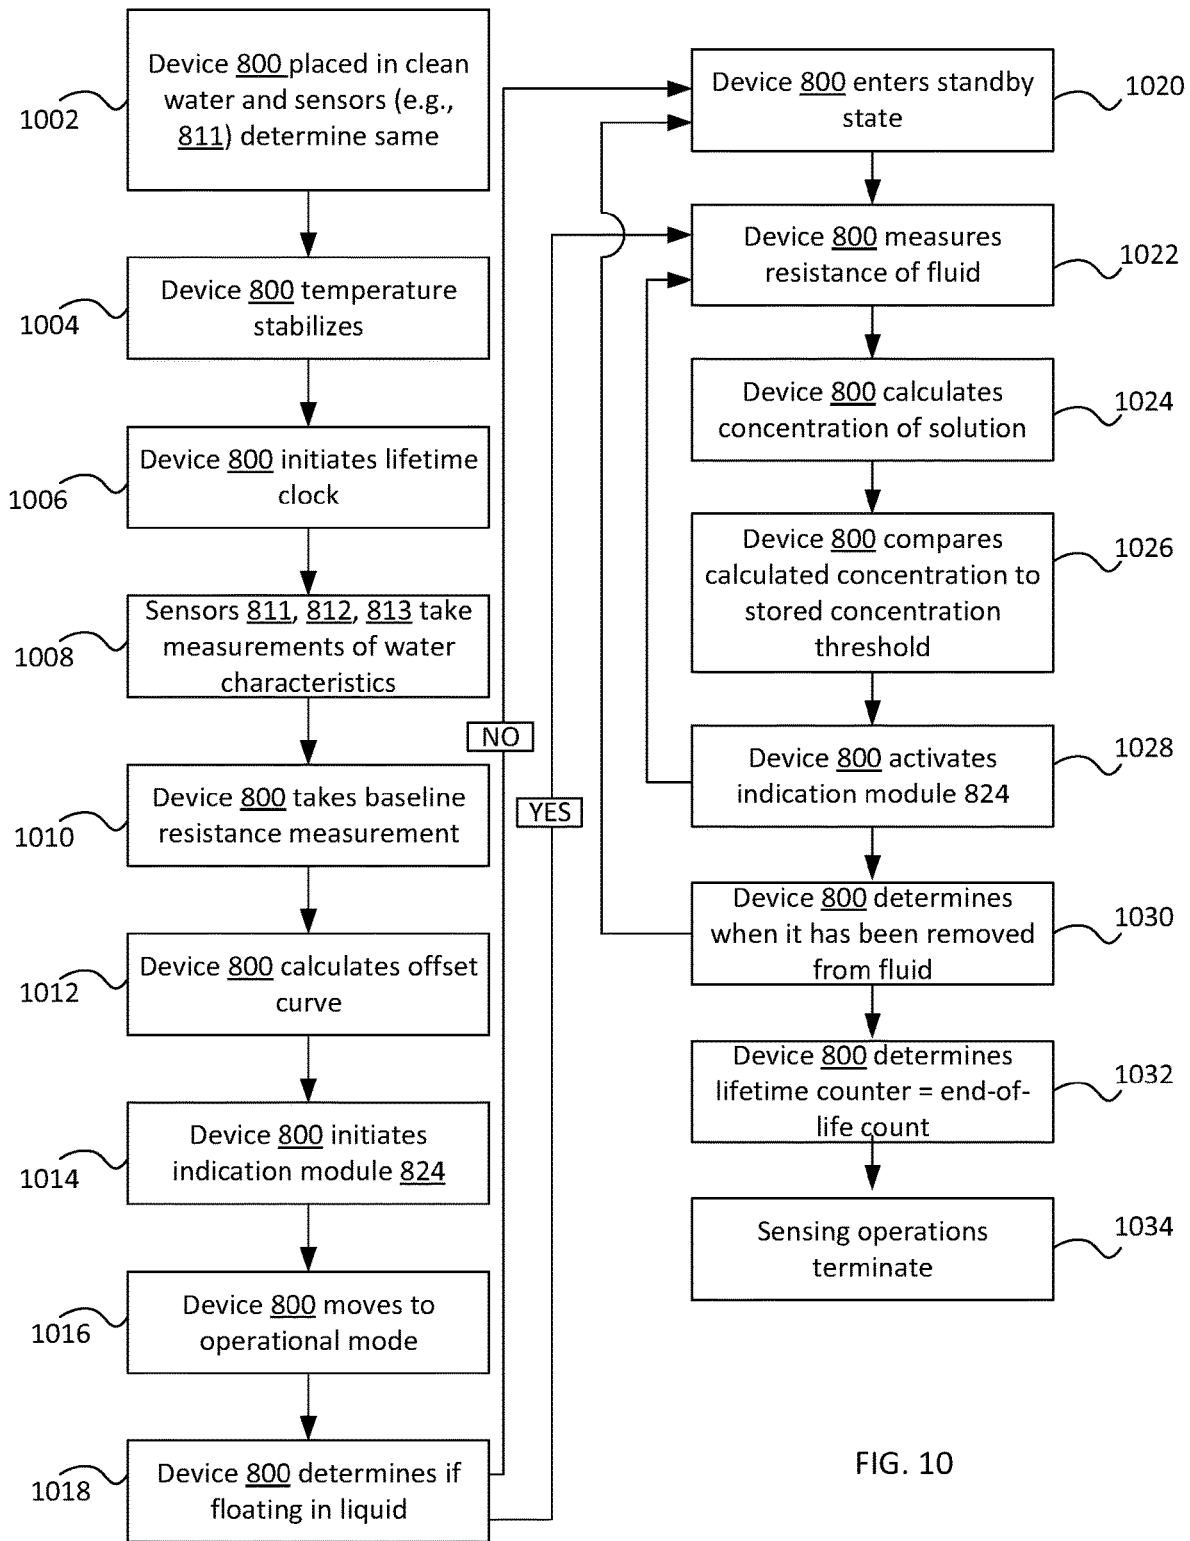 Device 800 placed in clean
water and sensors (e.g.,
811) determine same
1002
Device 800 temperature
stabilizes
1004
Device 800 initiates lifetime
clock
1006
Sensors 811, 812, 813 take
measurements of water
characteristics
1008
Device 800 takes baseline
resistance measurement
1010
Device 800 calculates offset
curve
1012
Device 800 initiates
indication module 824
1014
Device 800 moves to
operational mode
1016
Device 800 determines if
floating in liquid
1018
NO
YES
Device 800 enters standby
state
1020
Device 800 measures
resistance of fluid
1022
Device 800 calculates
concentration of solution
1024
Device 800 compares
calculated concentration to
stored concentration
threshold
1026
Device 800 activates
indication module 824
1028
Device 800 determines
when it has been removed
from fluid
1030
Device 800 determines
lifetime counter = end-of-
life count
1032
Sensing operations
terminate
1034
FIG. 10